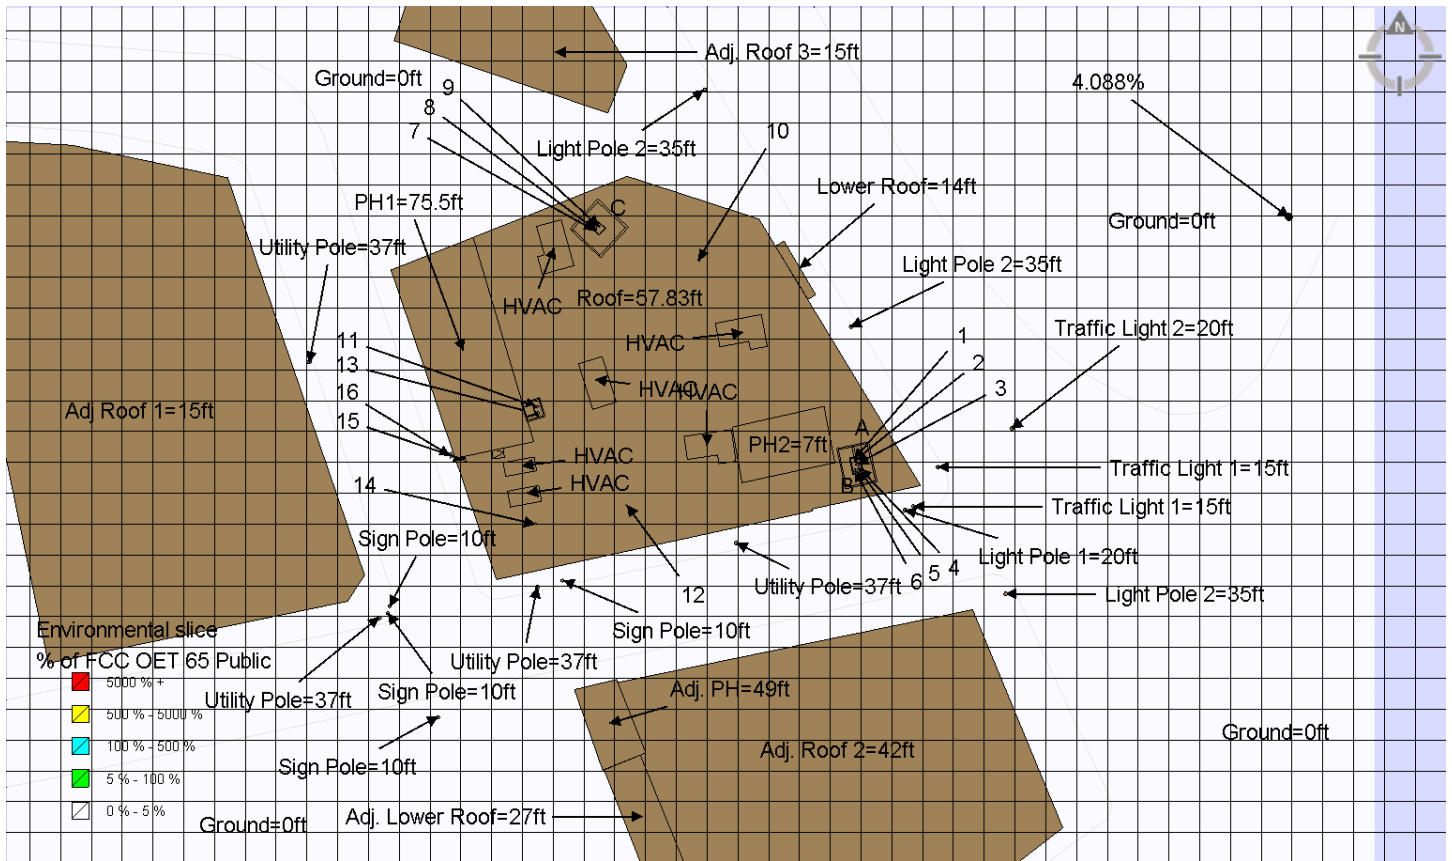 N
Adj. Roof 3=15ft
Ground=0ft
4.088%
9
8
7
10
Light Pole 2=35ft
Lower Roof=14ft
PH1=75.5ft
C
Ground=0ft
Utility Pole=37ft
Light Pole 2=35ft
HVAC
Roof=57.83ft
Traffic Light 2=20ft
11
HVAC
1
13
2
16
HVAC
HVAC
3
Adj Roof 1=15ft
15
A
PH2=7ft
HVAC
Traffic Light 1=15ft
14
HVAC
B
Traffic Light 1=15ft
Sign Pole=10ft
Light Pole 1=20ft
Utility Pole=37ft
6
5
4
12
Light Pole 2=35ft
Environmental slice
Sign Pole=10ft
% of FCC OET 65 Public
Utility Pole=37ft
5000 % +
Utility Pole=37ft
Sign Pole=10ft
Adj. PH=49ft
500 % - 5000 %
Ground=0ft
100 % - 500 %
Adj. Roof 2=42ft
Sign Pole=10ft
5 % - 100 %
0 % - 5 %
Ground=0ft
Adj. Lower Roof=27ft